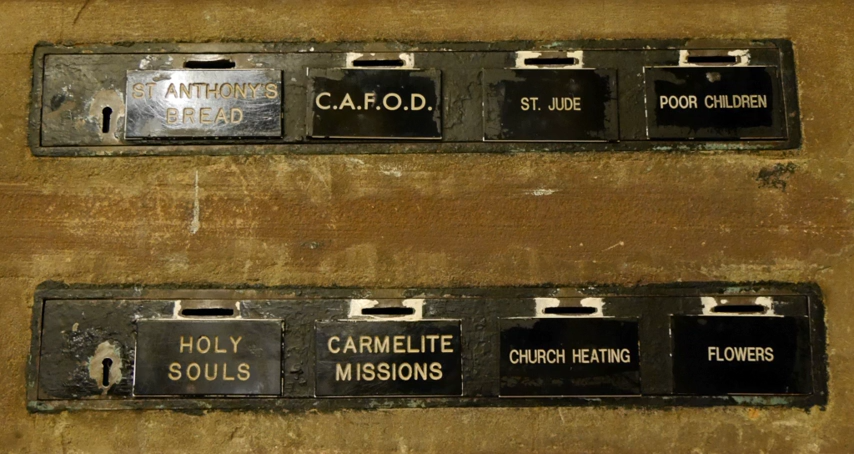 ST ANTHONY'S
BREAD
C.A.F.O.D.
ST. JUDE
POOR CHILDREN
HOLY
SOULS
CARMELITE
MISSIONS
CHURCH HEATING
FLOWERS